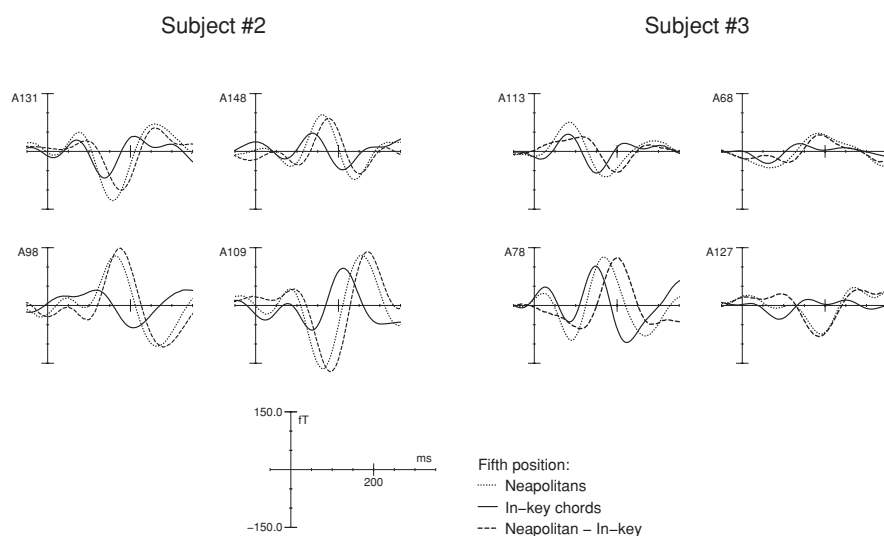 Subject #2
Subject #3
A131
A148
A113
A68
A98
A109
A78
A127
150.0
fT
ms
200
−150.0
Fifth position:
Neapolitans
In−key chords
Neapolitan − In−key